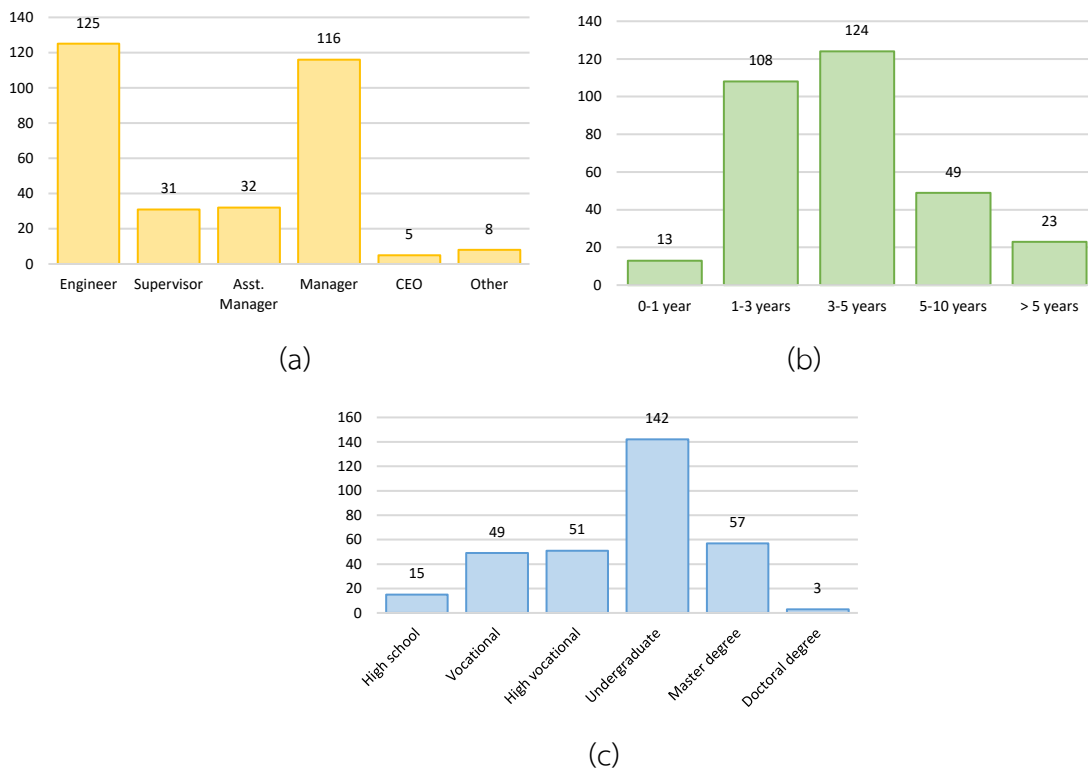 140
120
100
80
60
40
20
0
125
31
32
116
5
8
Engineer
Supervisor
Asst.
Manager
Manager
CEO
Other
(a)
140
120
100
80
60
40
20
0
13
108
124
49
23
0-1 year
1-3 years
3-5 years
5-10 years
> 5 years
(b)
160
140
120
100
80
60
40
20
0
15
49
51
142
57
3
High school
Vocational
High vocational
Undergraduate
Master degree
Doctoral degree
(c)